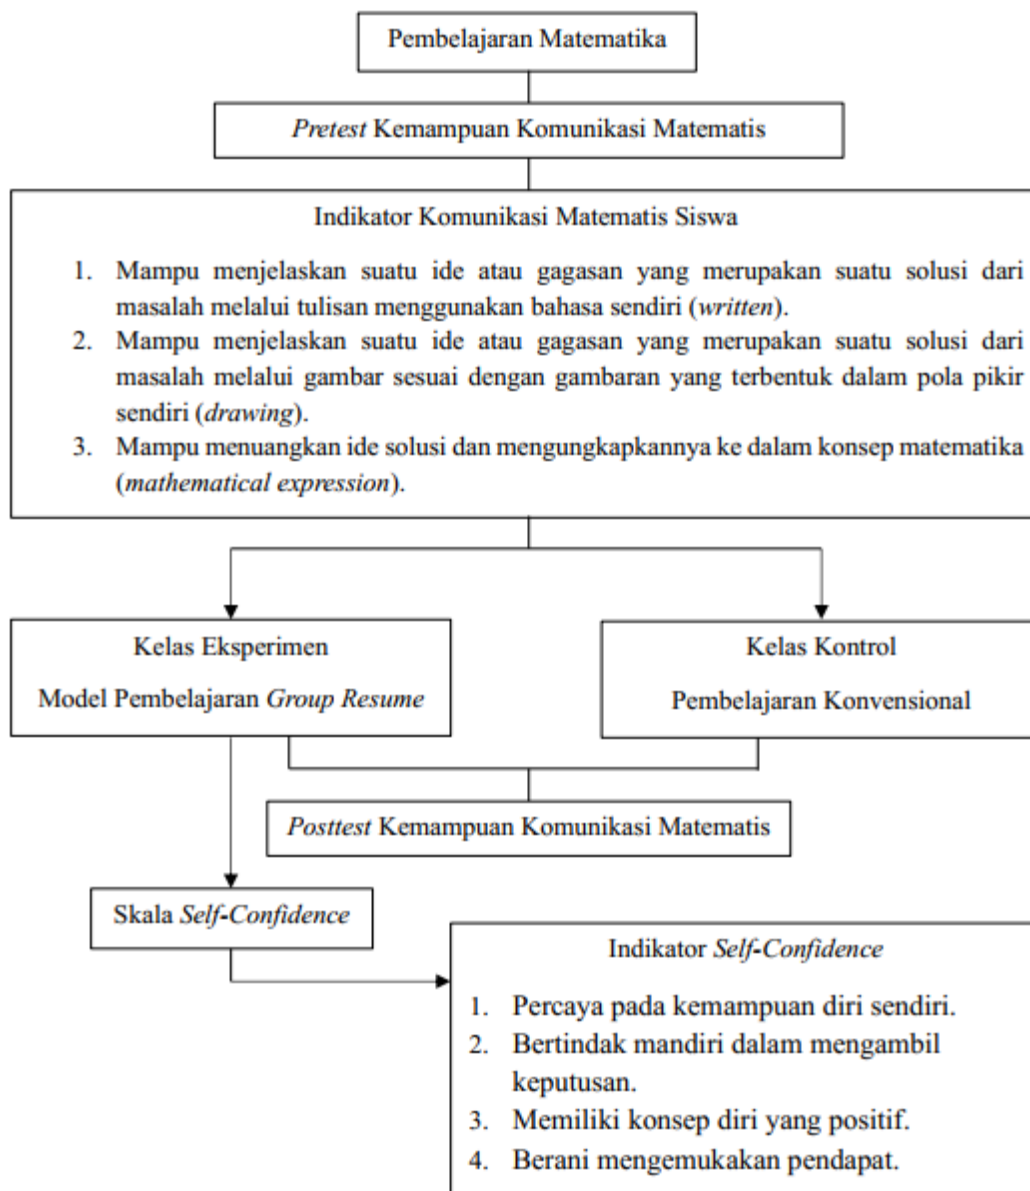 Pembelajaran Matematika
Pretest Kemampuan Komunikasi Matematis
Indikator Komunikasi Matematis Siswa
1. Mampu menjelaskan suatu ide atau gagasan yang merupakan suatu solusi dari
masalah melalui tulisan menggunakan bahasa sendiri (written).
2. Mampu menjelaskan suatu ide atau gagasan yang merupakan suatu solusi dari
masalah melalui gambar sesuai dengan gambaran yang terbentuk dalam pola pikir
sendiri (drawing).
3. Mampu menuangkan ide solusi dan mengungkapkannya ke dalam konsep matematika
(mathematical expression).
Kelas Eksperimen
Model Pembelajaran Group Resume
Kelas Kontrol
Pembelajaran Konvensional
Posttest Kemampuan Komunikasi Matematis
Skala Self-Confidence
Indikator Self-Confidence
1. Percaya pada kemampuan diri sendiri.
2. Bertindak mandiri dalam mengambil
keputusan.
3. Memiliki konsep diri yang positif.
4. Berani mengemukakan pendapat.